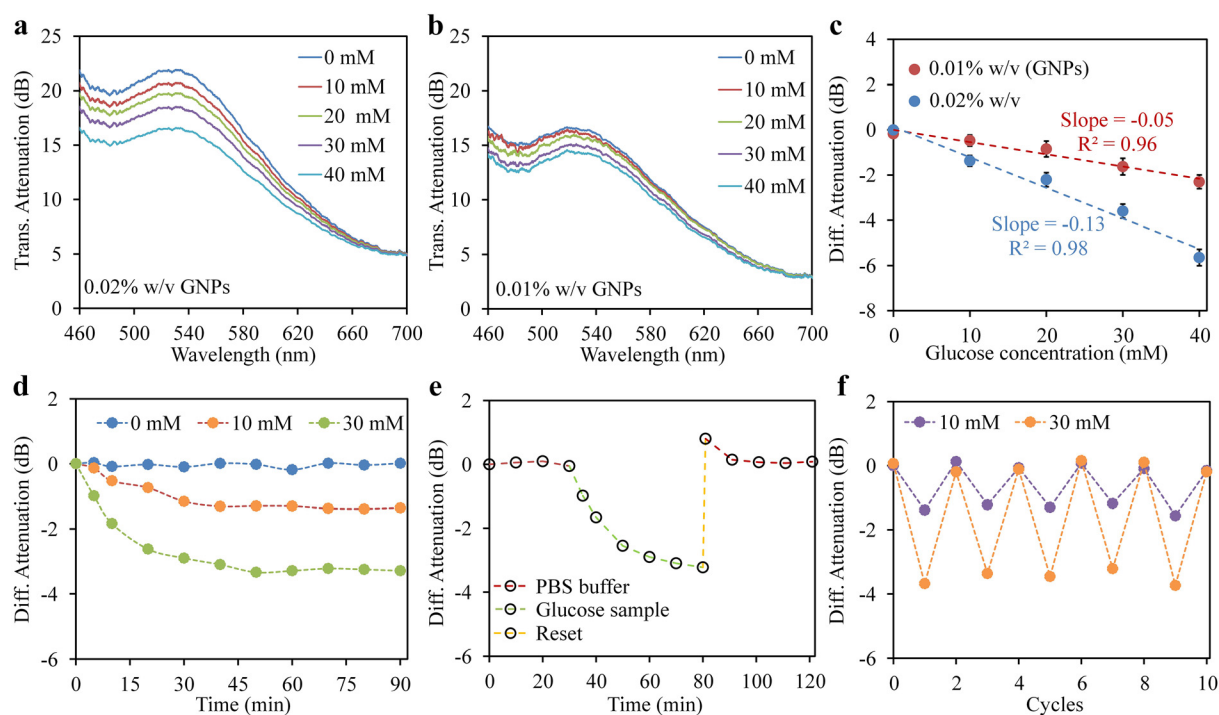 a
25
20
15
10
5
0
Trans. Attenuation (dB)
0 mM
10 mM
20 mM
30 mM
40 mM
0.02% w/v GNPs
460 500 540 580 620 660 700
Wavelength (nm)
b
25
20
15
10
5
0
Trans. Attenuation (dB)
0 mM
10 mM
20 mM
30 mM
40 mM
0.01% w/v GNPs
460 500 540 580 620 660 700
Wavelength (nm)
c
4
2
0
-2
-4
-6
-8
Diff. Attenuation (dB)
0.01% w/v (GNPs)
0.02% w/v
Slope = -0.05
R² = 0.96
Slope = -0.13
R² = 0.98
0 10 20 30 40
Glucose concentration (mM)
d
2
0
-2
-4
-6
Diff. Attenuation (dB)
0 mM 10 mM 30 mM
0 15 30 45 60 75 90
Time (min)
e
2
0
-2
-4
-6
Diff. Attenuation (dB)
PBS buffer
Glucose sample
Reset
0 20 40 60 80 100 120
Time (min)
f
2
0
-2
-4
-6
Diff. Attenuation (dB)
10 mM 30 mM
0 2 4 6 8 10
Cycles